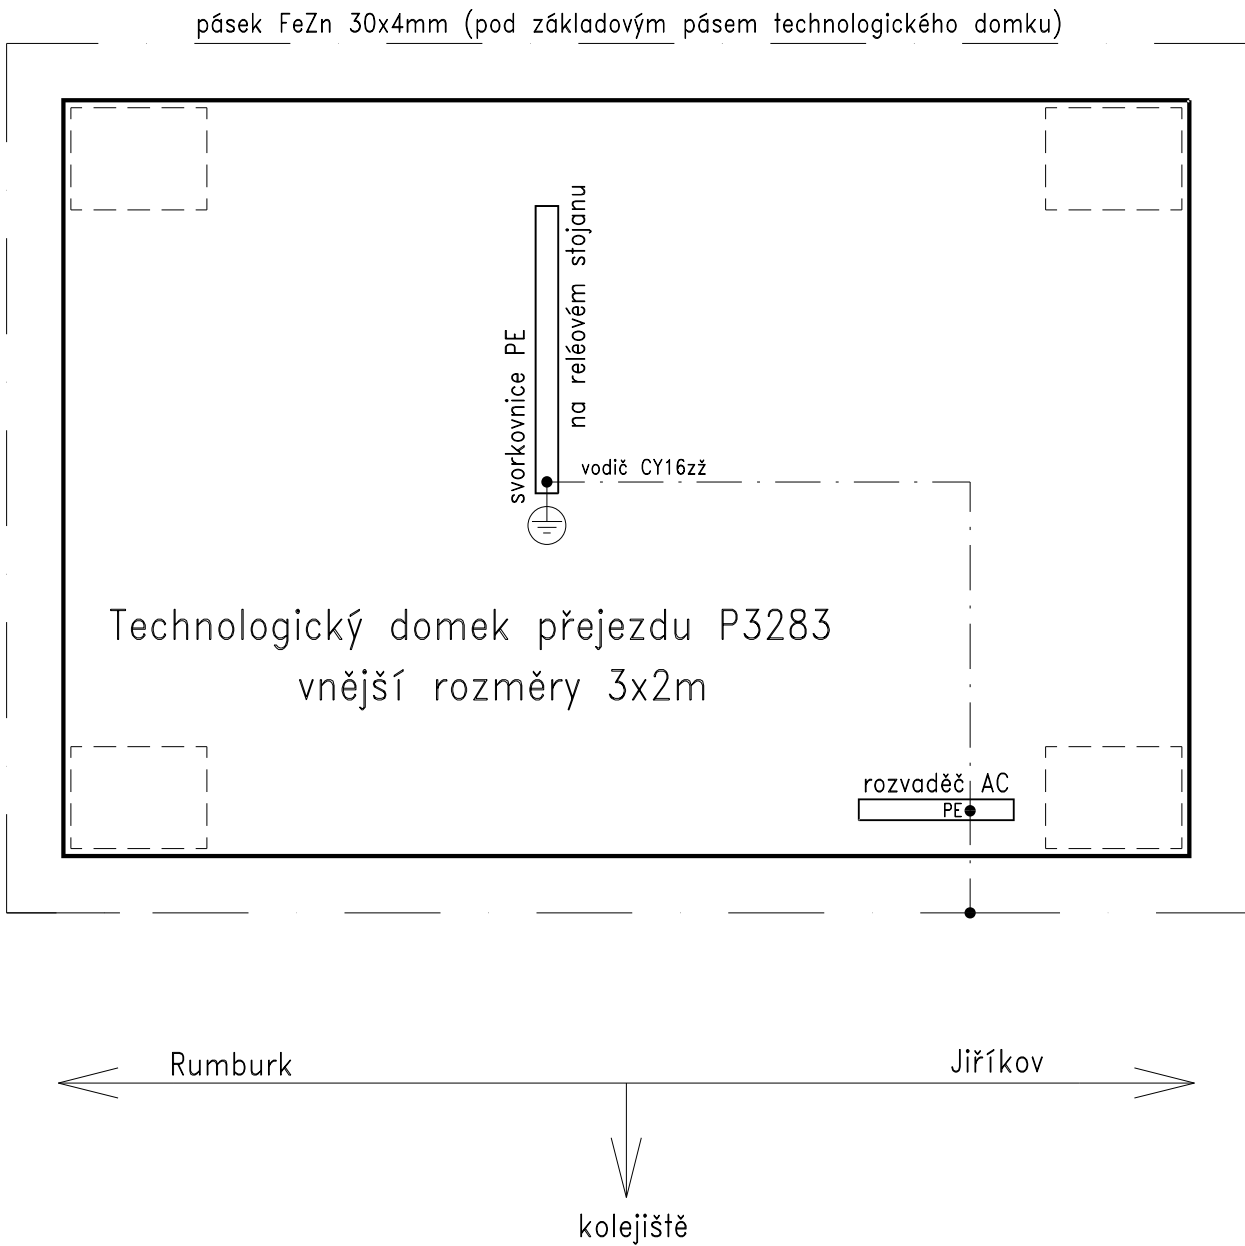 pásek FeZn 30x4mm (pod základovým pásem technologického domku)
svorkovnice PE
na reléovém stojanu
vodič CY16zž
Technologický domek přejezdu P3283
vnější rozměry 3x2m
rozvaděč AC
PE
Rumburk
Jiříkov
kolejiště